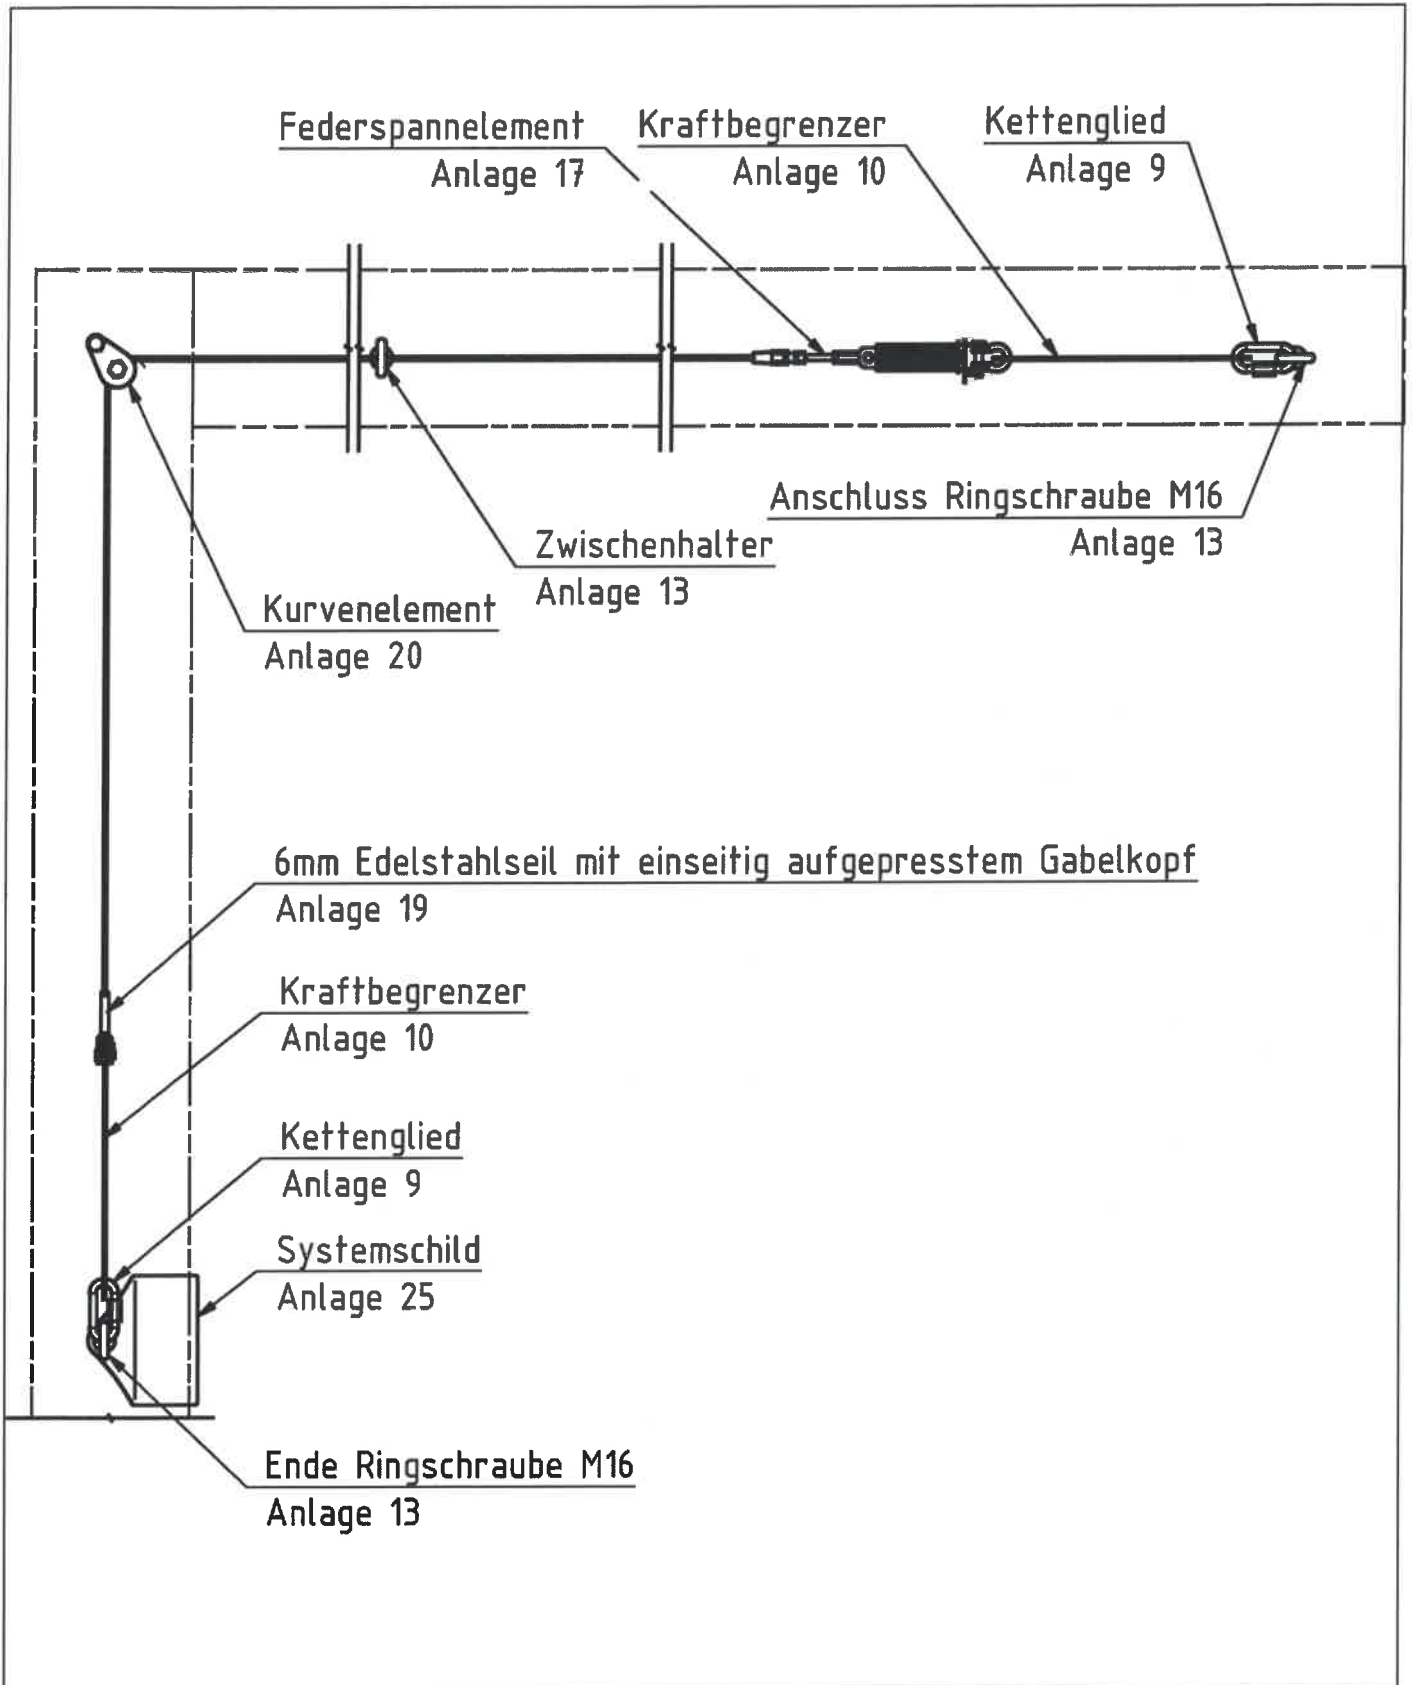 Federspannelement
Anlage 17
Kraftbegrenzer
Anlage 10
Kettenglied
Anlage 9
Anschluss Ringschraube M16
Anlage 13
Zwischenhalter
Anlage 13
Kurvenelement
Anlage 20
6mm Edelstahlseil mit einseitig aufgepresstem Gabelkopf
Anlage 19
Kraftbegrenzer
Anlage 10
Kettenglied
Anlage 9
Systemschild
Anlage 25
Ende Ringschraube M16
Anlage 13